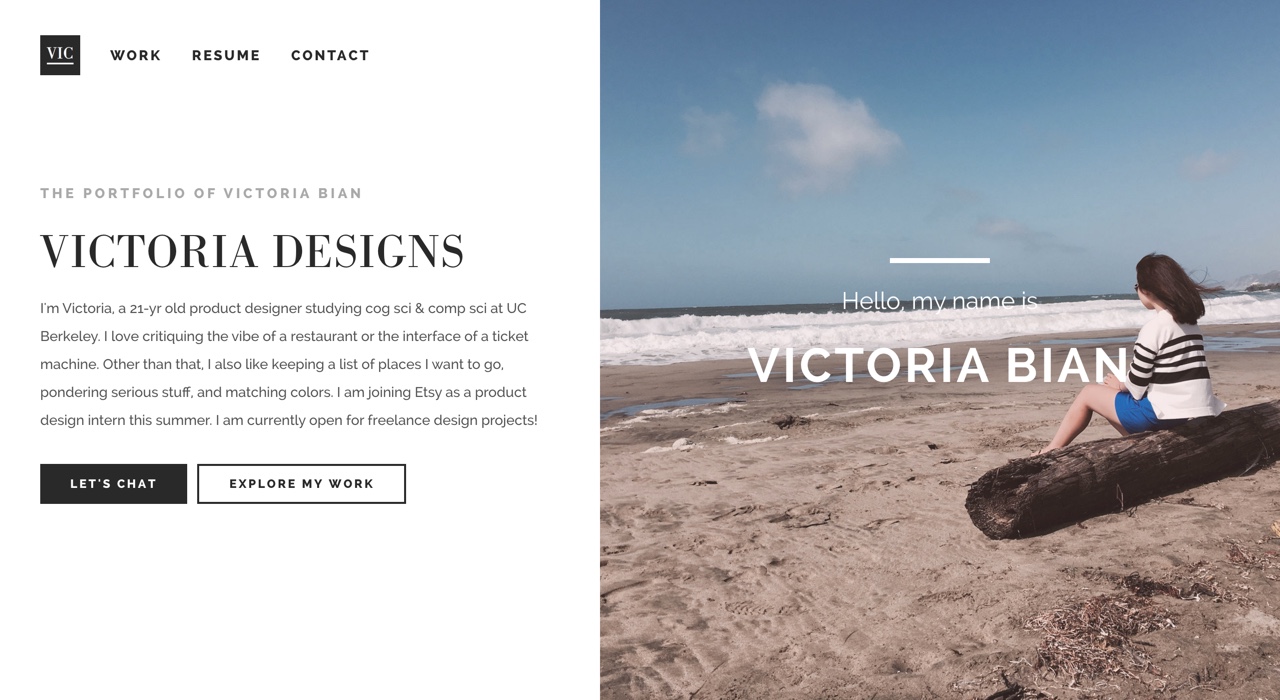 VIC
WORK RESUME CONTACT
THE PORTFOLIO OF VICTORIA BIAN
VICTORIA DESIGNS
I'm Victoria, a 21-yr old product designer studying cog sci & comp sci at UC
Berkeley. I love critiquing the vibe of a restaurant or the interface of a ticket
machine. Other than that, I also like keeping a list of places I want to go,
pondering serious stuff, and matching colors. I am joining Etsy as a product
design intern this summer. I am currently open for freelance design projects!
LET'S CHAT EXPLORE MY WORK
Hello, my name is
VICTORIA BIAN